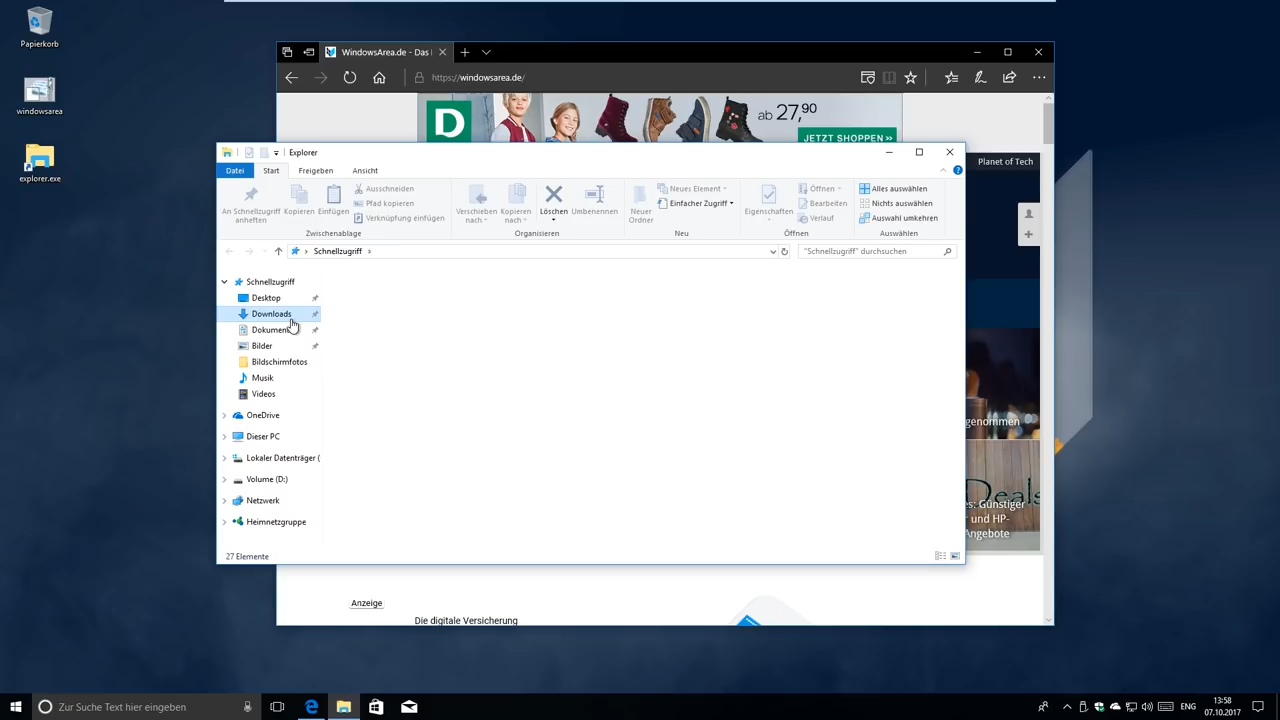 Papierkorb
windowsarea
explorer.exe
WindowsArea.de - Das
https://windowsarea.de/
D
ab 27,90
JETZT SHOPPEN »
Planet of Tech
Explorer
Datei
Start
Freigeben
Ansicht
An Schnellzugriff
anheften
Kopieren
Einfügen
Ausschneiden
Pfad kopieren
Verknüpfung einfügen
Zwischenablage
Verschieben
nach
Kopieren
nach
Löschen
Umbenennen
Organisieren
Neuer
Ordner
Neues Element
Einfacher Zugriff
Neu
Eigenschaften
Öffnen
Bearbeiten
Verlauf
Öffnen
Alles auswählen
Nichts auswählen
Auswahl umkehren
Auswählen
Schnellzugriff
"Schnellzugriff" durchsuchen
Schnellzugriff
Desktop
Downloads
Bilder
Bildschirmfotos
Musik
Videos
OneDrive
Dieser PC
Lokaler Datenträger (
Volume (D:)
Netzwerk
Heimnetzgruppe
27 Elemente
genommen
es: Günstiger
und HP-
Angebote
Anzeige
Die digitale Versicherung
Zur Suche Text hier eingeben
ENG
13:58
07.10.2017